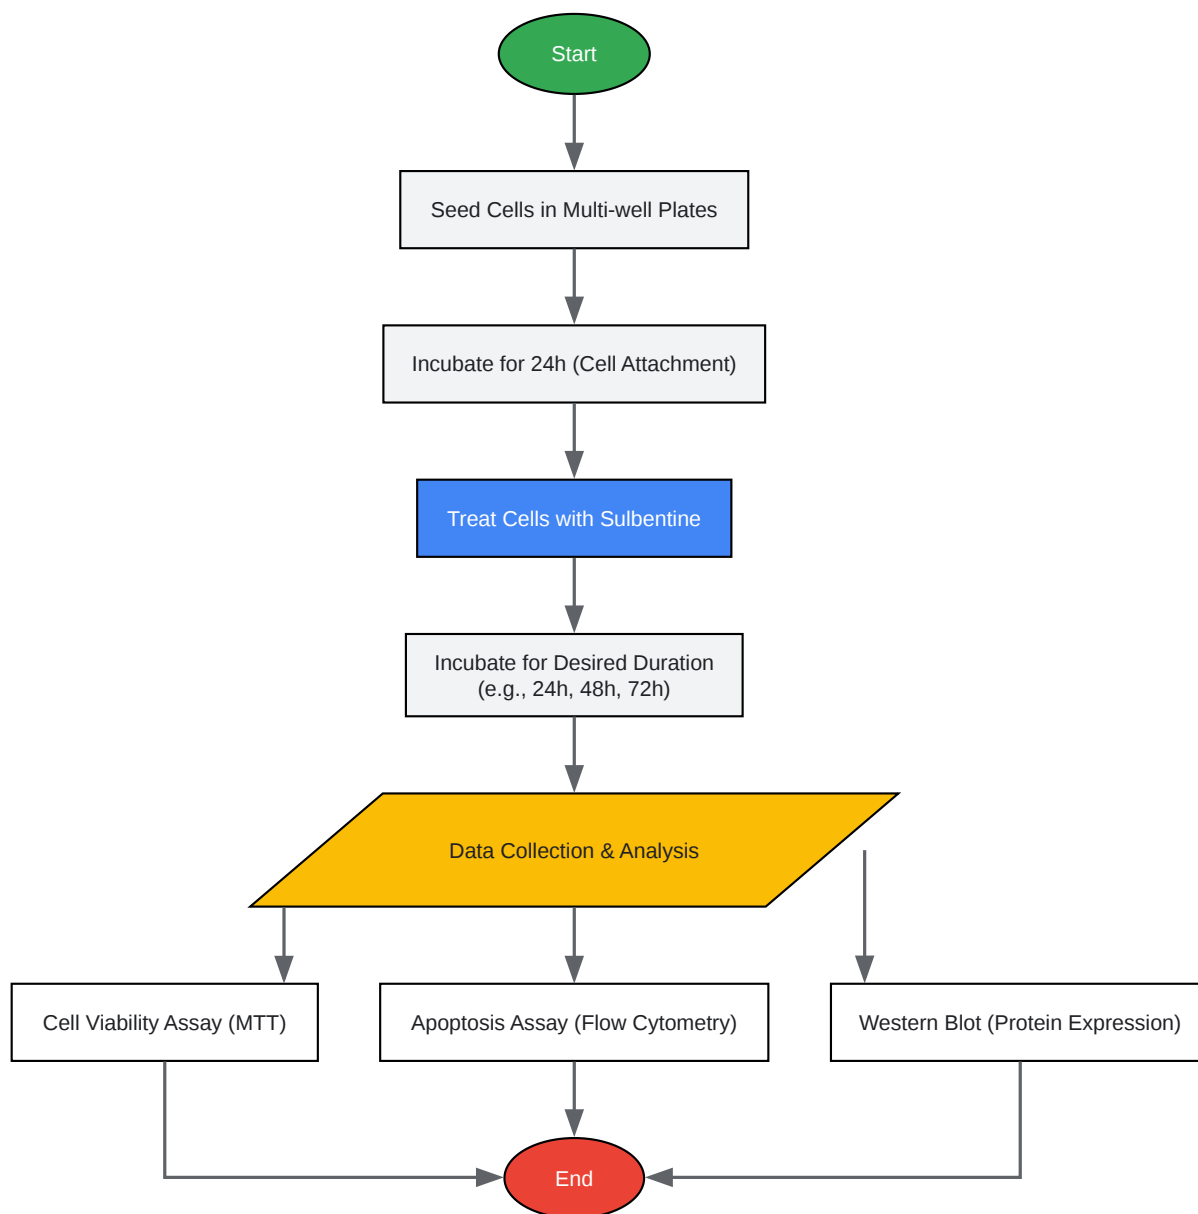 Start
Seed Cells in Multi-well Plates
Incubate for 24h (Cell Attachment)
Treat Cells with Sulbentine
Incubate for Desired Duration
(e.g., 24h, 48h, 72h)
Data Collection & Analysis
Cell Viability Assay (MTT)
Apoptosis Assay (Flow Cytometry)
Western Blot (Protein Expression)
End